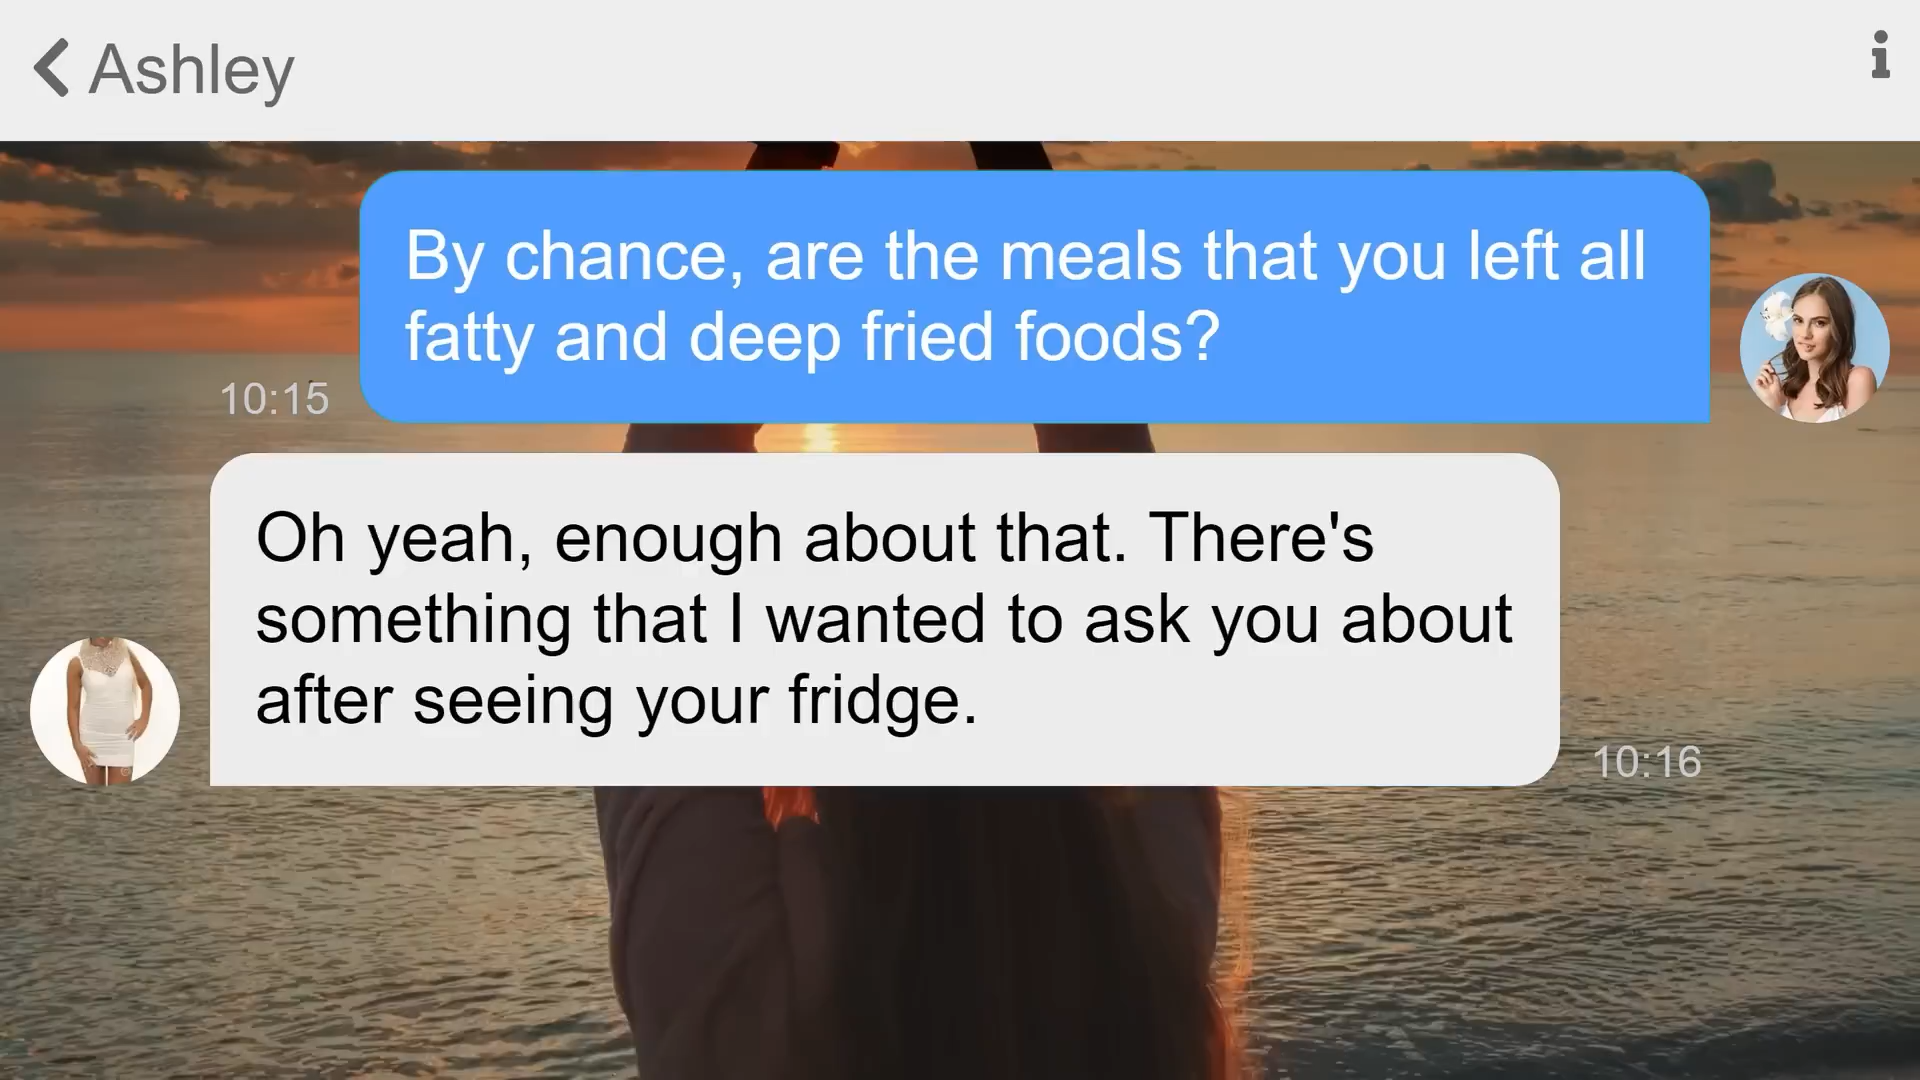 Ashley
By chance, are the meals that you left all
fatty and deep fried foods?
10:15
Oh yeah, enough about that. There's
something that I wanted to ask you about
after seeing your fridge.
10:16